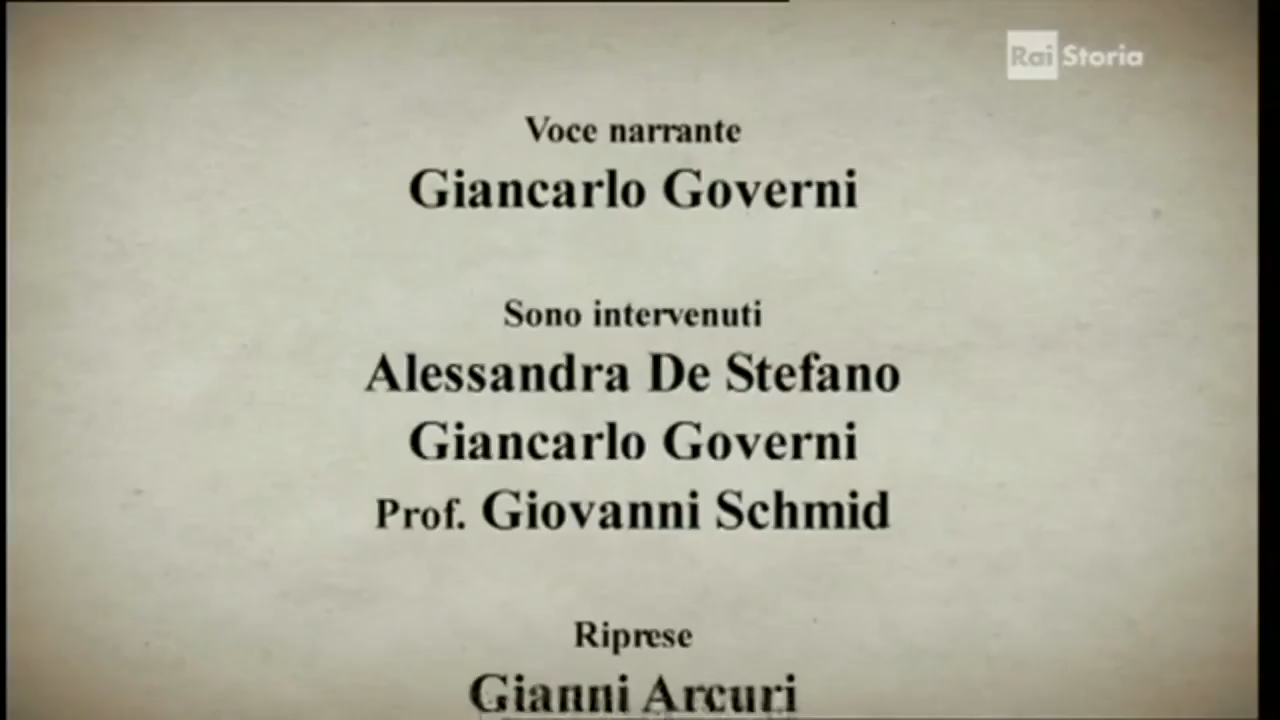 Rai Storia
Voce narrante
Giancarlo Governi
Sono intervenuti
Alessandra De Stefano
Giancarlo Governi
Prof. Giovanni Schmid
Riprese
Gianni Arcuri